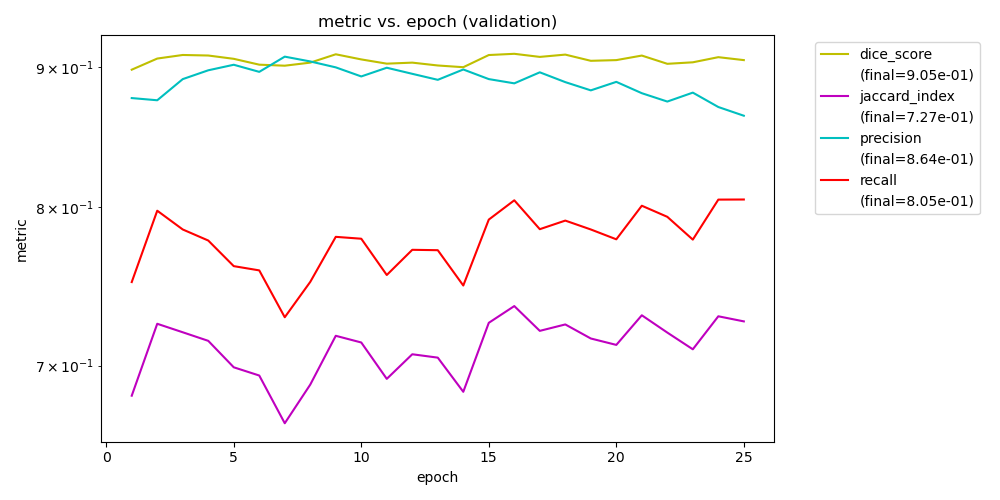 metric vs. epoch (validation)
9 × 10⁻¹
8 × 10⁻¹
7 × 10⁻¹
metric
0 5 10 15 20 25
epoch
dice_score
(final=9.05e-01)
jaccard_index
(final=7.27e-01)
precision
(final=8.64e-01)
recall
(final=8.05e-01)